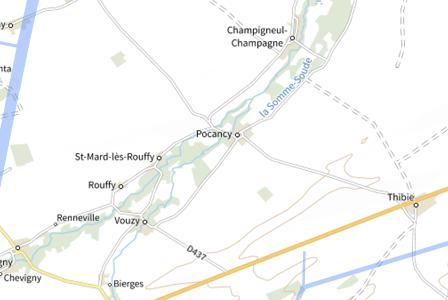 Champigneul-
Champagne
la Somme-Soude
Pocancy
St-Mard-lès-Rouffy
Rouffy
Thibie
Renneville
Vouzy
D437
Chevigny
Bierges